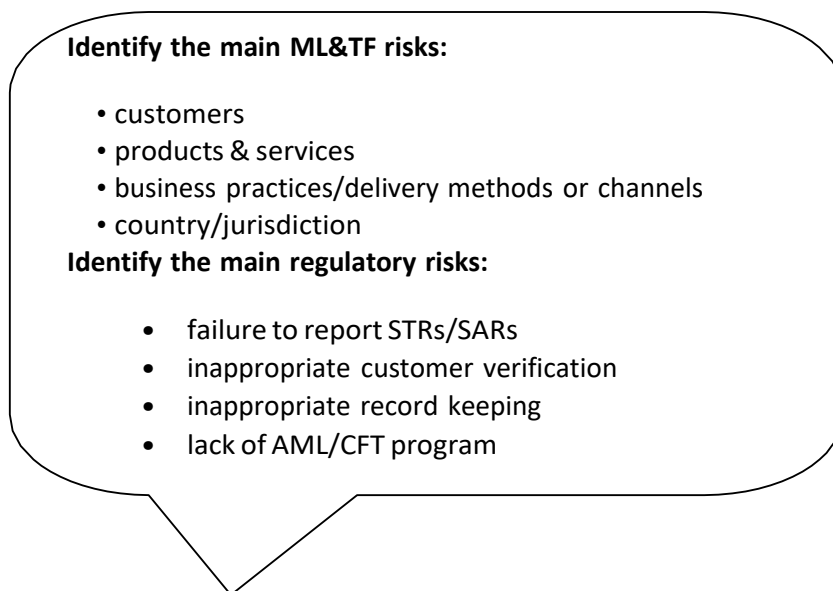 Identify the main ML&TF risks:
• customers
• products & services
• business practices/delivery methods or channels
• country/jurisdiction
Identify the main regulatory risks:
• failure to report STRs/SARs
• inappropriate customer verification
• inappropriate record keeping
• lack of AML/CFT program